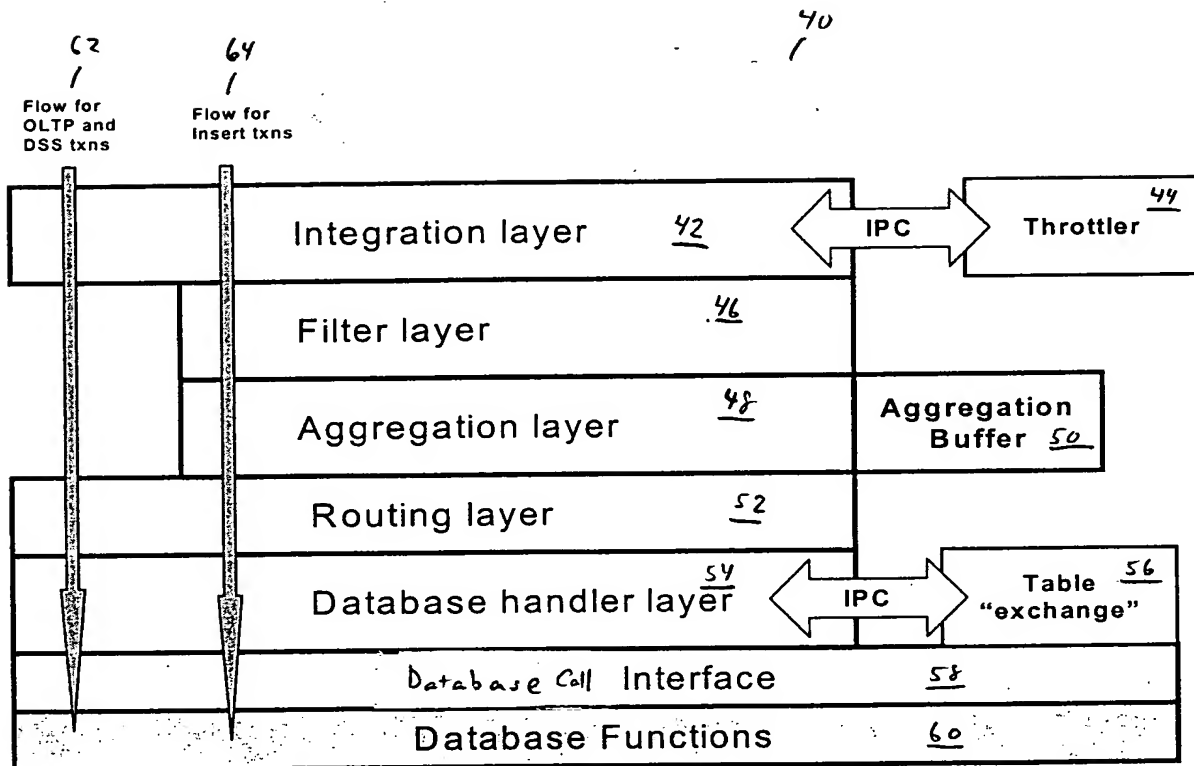 40
62
64
Flow for
OLTP and
DSS txns
Flow for
Insert txns
Integration layer 42
IPC
Throttler 44
Filter layer 46
Aggregation layer 48
Aggregation
Buffer 50
Routing layer 52
Database handler layer 54
IPC
Table 56
"exchange"
Database Call Interface 58
Database Functions 60